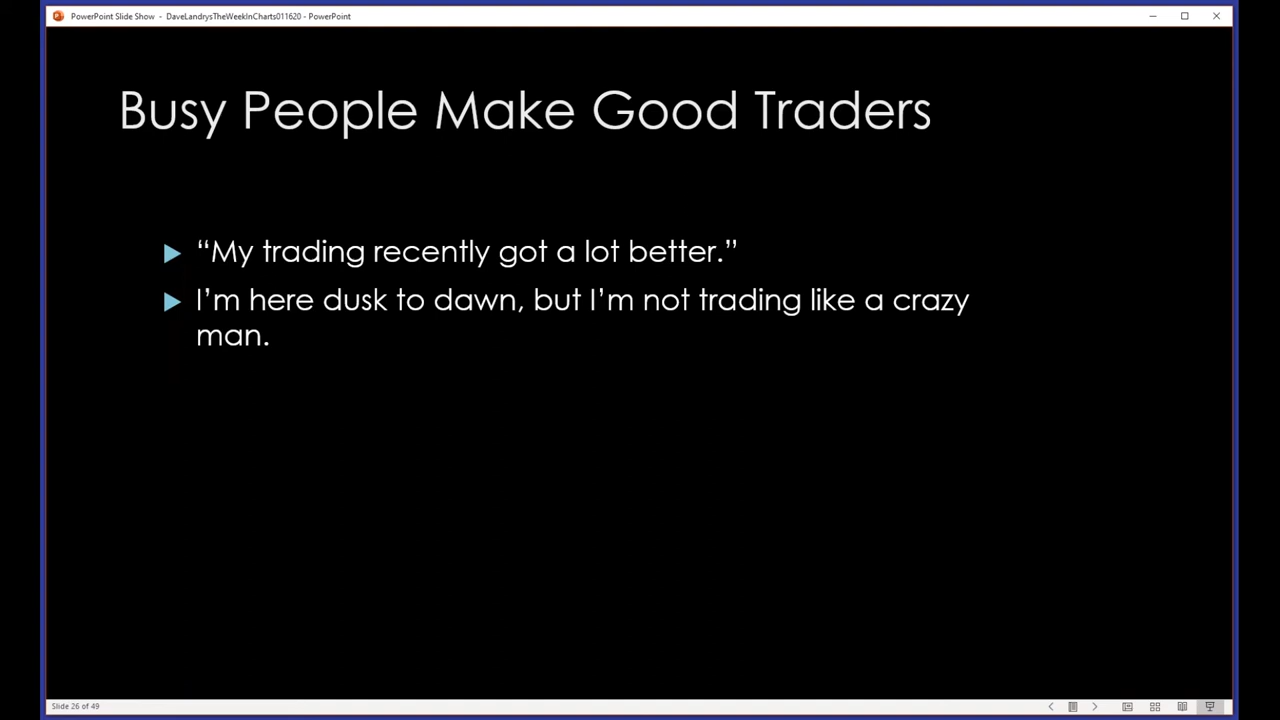 PowerPoint Slide Show - DaveLandrysTheWeekInCharts011620 - PowerPoint
Busy People Make Good Traders
“My trading recently got a lot better.”
I’m here dusk to dawn, but I’m not trading like a crazy
man.
Slide 26 of 49